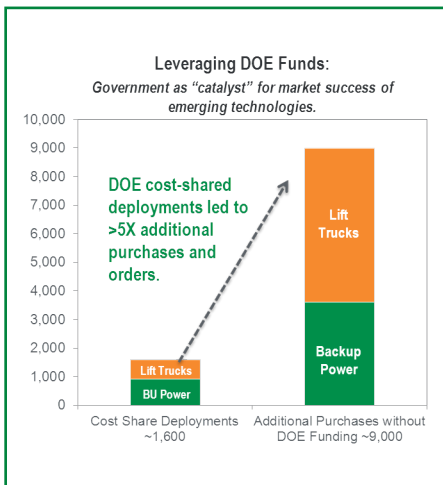 Leveraging DOE Funds:
Government as “catalyst” for market success of
emerging technologies.
10,000
9,000
8,000
7,000
6,000
5,000
4,000
3,000
2,000
1,000
0
DOE cost-shared
deployments led to
>5X additional
purchases and
orders.
Lift
Trucks
Backup
Power
Lift Trucks
BU Power
Cost Share Deployments
~1,600
Additional Purchases without
DOE Funding ~9,000